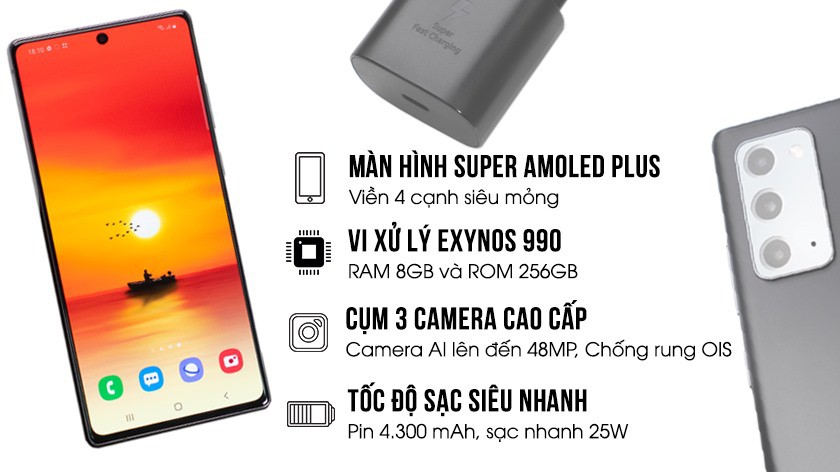 18:10
Super
Fast Charging
MÀN HÌNH SUPER AMOLED PLUS
Viền 4 cạnh siêu mỏng
VI XỬ LÝ EXYNOS 990
RAM 8GB và ROM 256GB
CỤM 3 CAMERA CAO CẤP
Camera AI lên đến 48MP, Chống rung OIS
TỐC ĐỘ SẠC SIÊU NHANH
Pin 4.300 mAh, sạc nhanh 25W